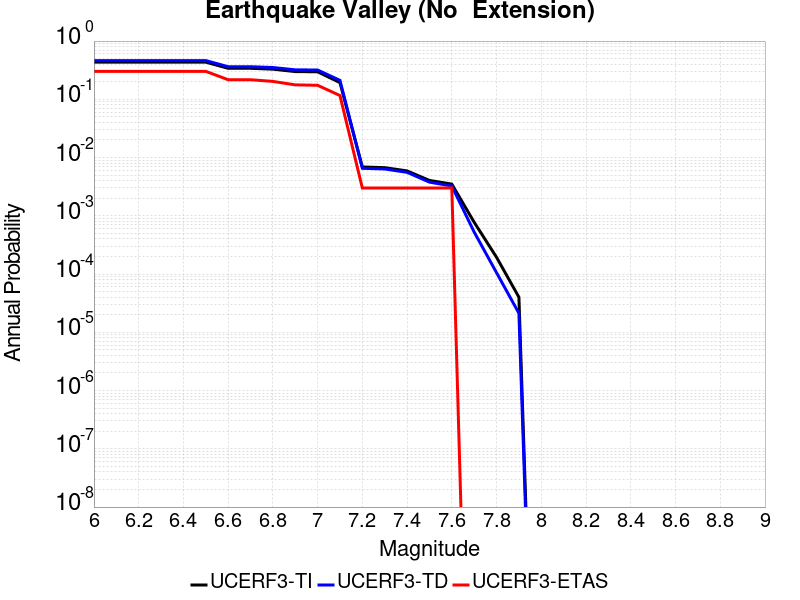 Earthquake Valley (No  Extension)
10^0
10^-1
10^-2
10^-3
10^-4
10^-5
10^-6
10^-7
10^-8
Annual Probability
6 6.2 6.4 6.6 6.8 7 7.2 7.4 7.6 7.8 8 8.2 8.4 8.6 8.8 9
Magnitude
UCERF3-TI UCERF3-TD UCERF3-ETAS